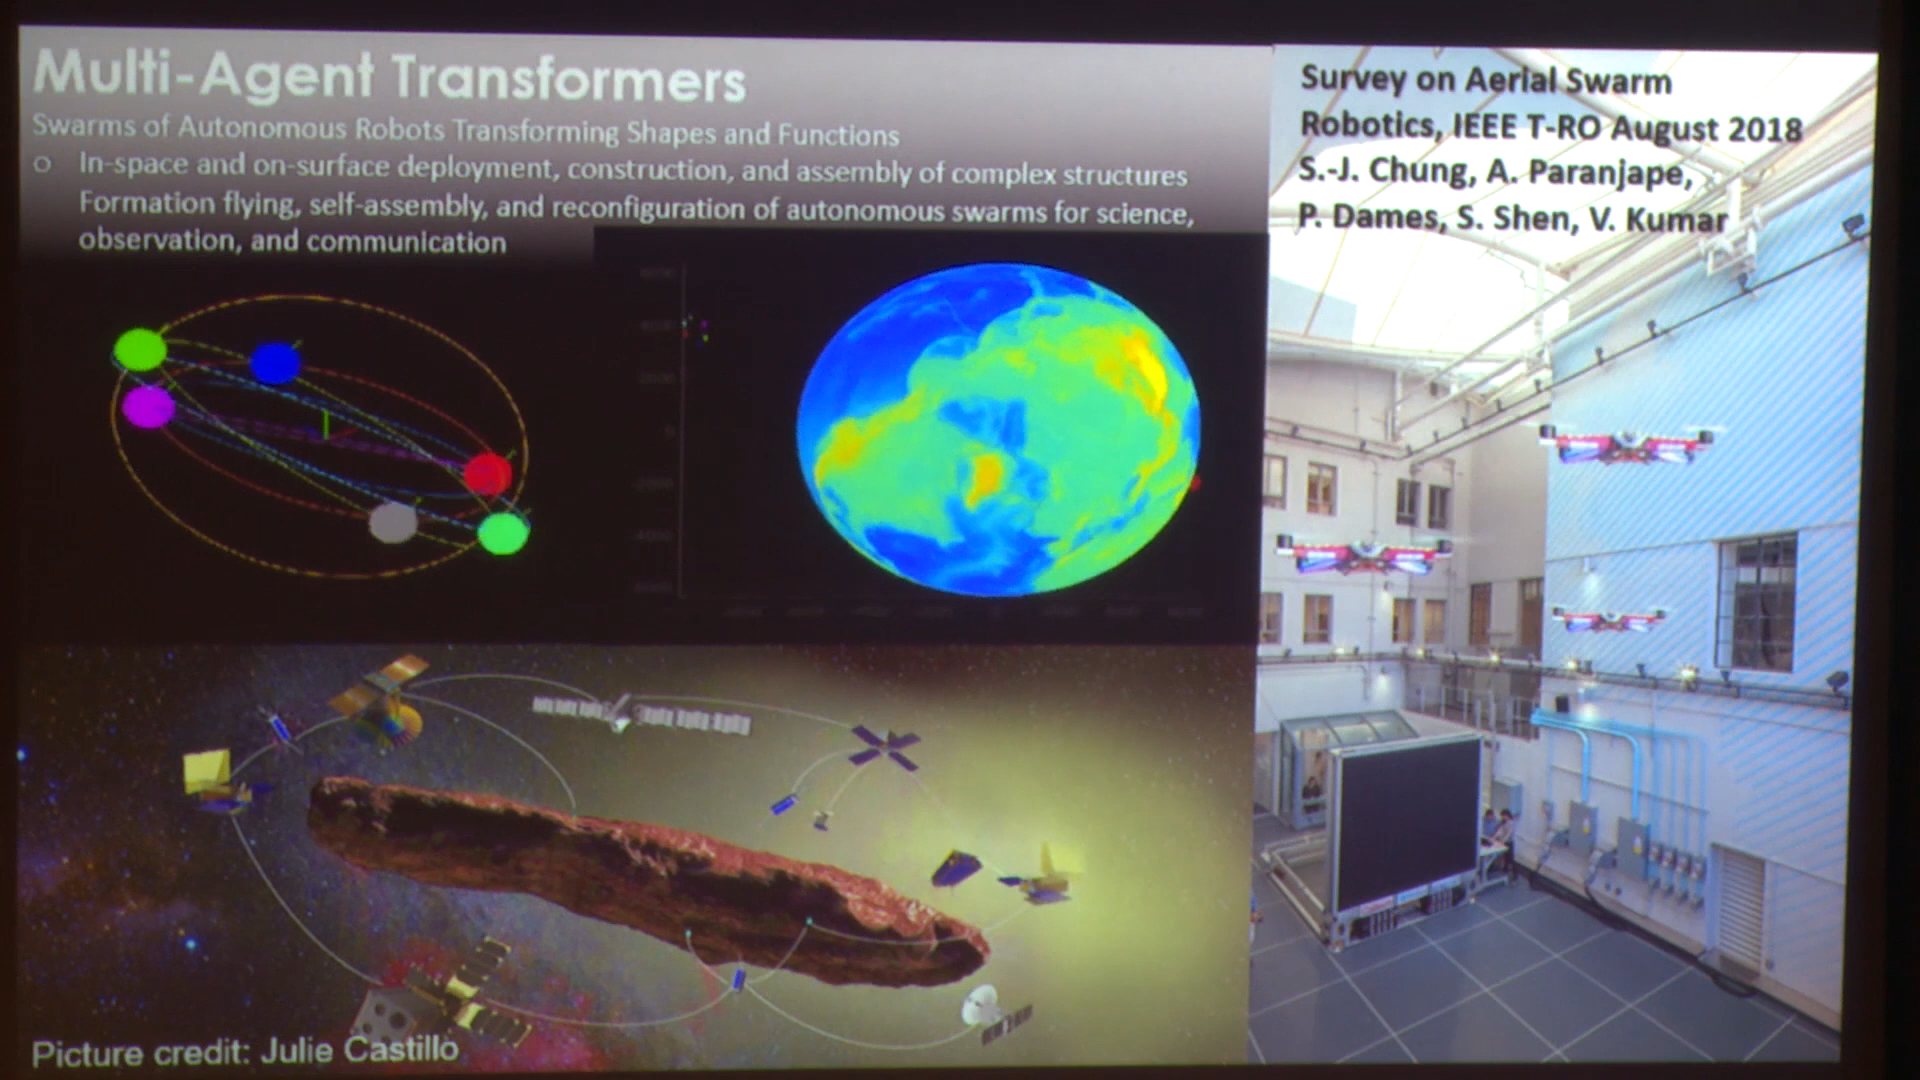 Multi-Agent Transformers
Swarms of Autonomous Robots Transforming Shapes and Functions
o In-space and on-surface deployment, construction, and assembly of complex structures
Formation flying, self-assembly, and reconfiguration of autonomous swarms for science,
observation, and communication
Survey on Aerial Swarm
Robotics, IEEE T-RO August 2018
S.-J. Chung, A. Paranjape,
P. Dames, S. Shen, V. Kumar
Picture credit: Julie Castillo